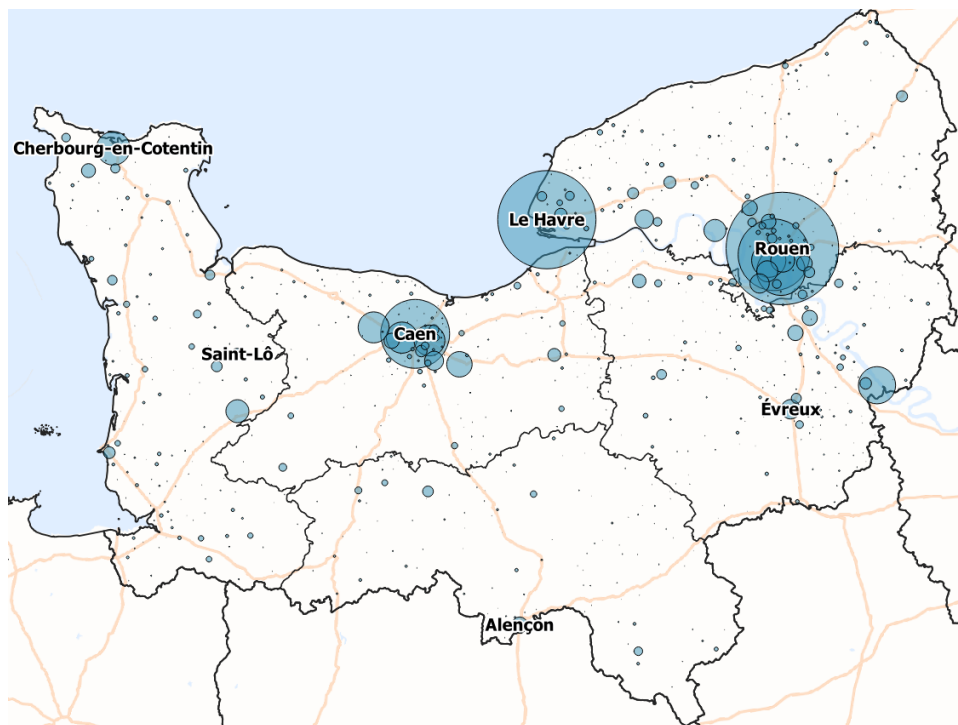 Cherbourg-en-Cotentin
Le Havre
Rouen
Caen
Saint-Lô
Évreux
Alençon